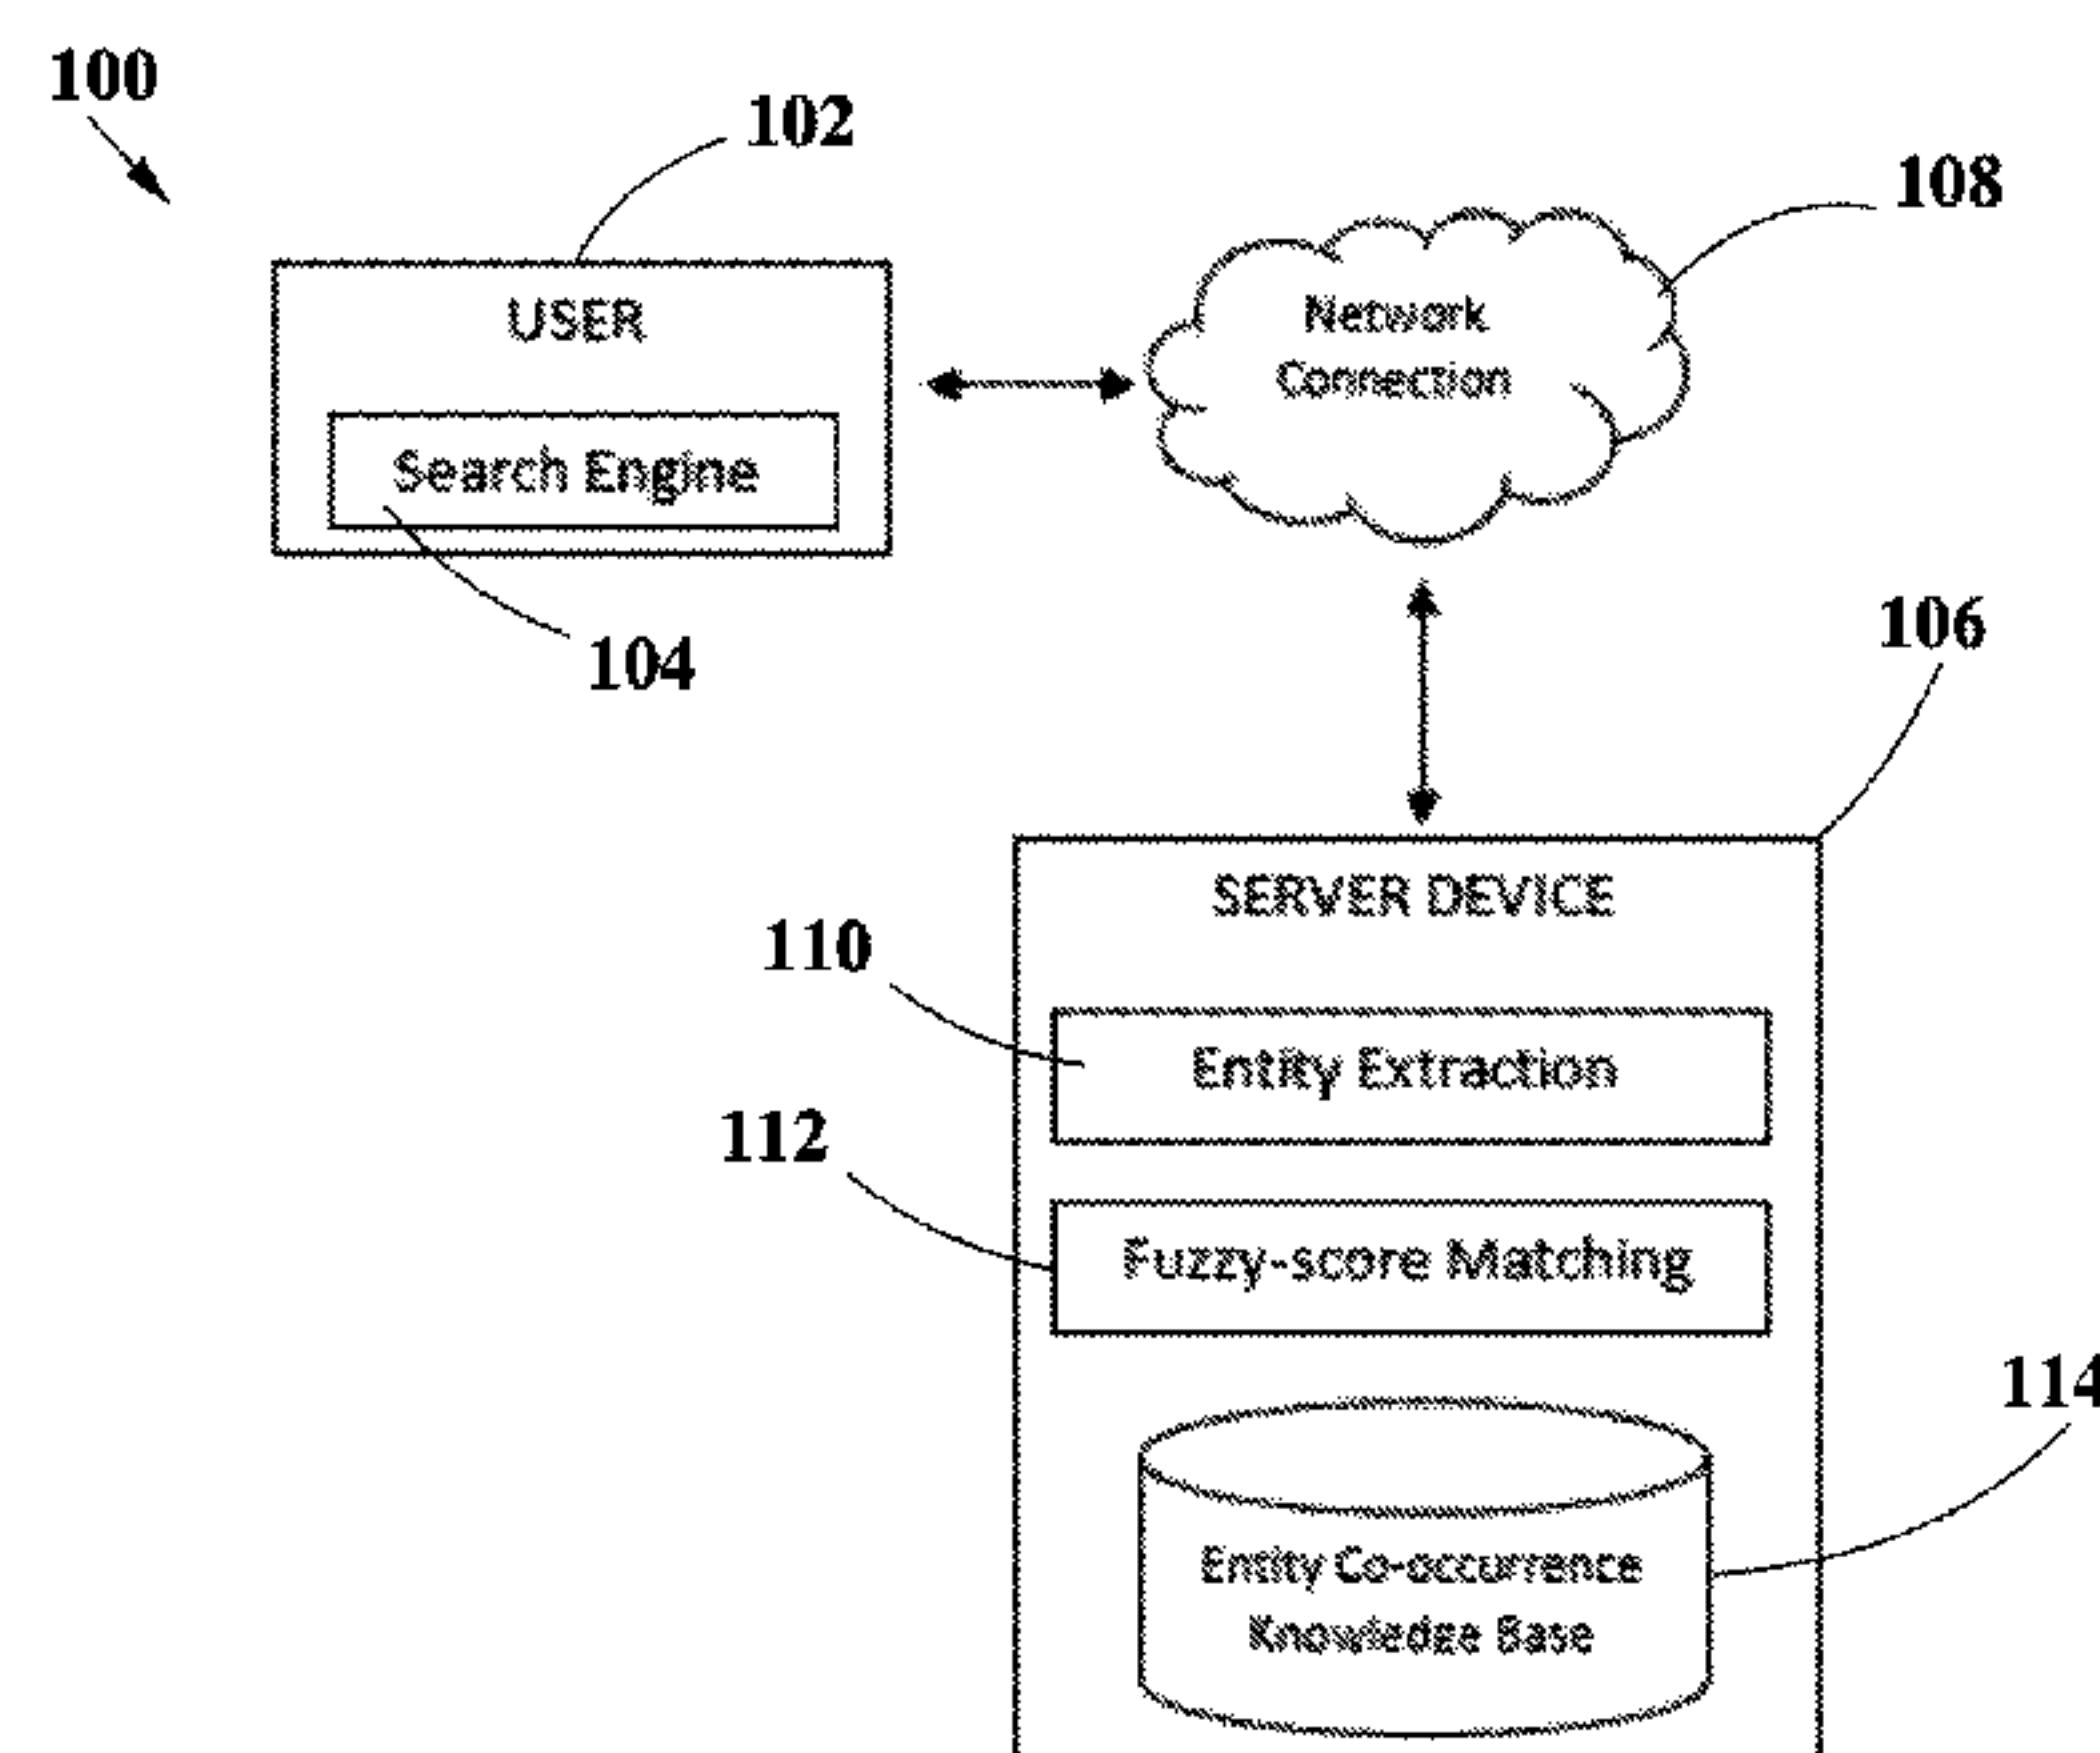 100
102
108
USER
Network
Connection
Search Engine
104
106
SERVER DEVICE
110
Entity Extraction
112
Fuzzy-score Matching
114
Entity Co-occurrence
Knowledge Base